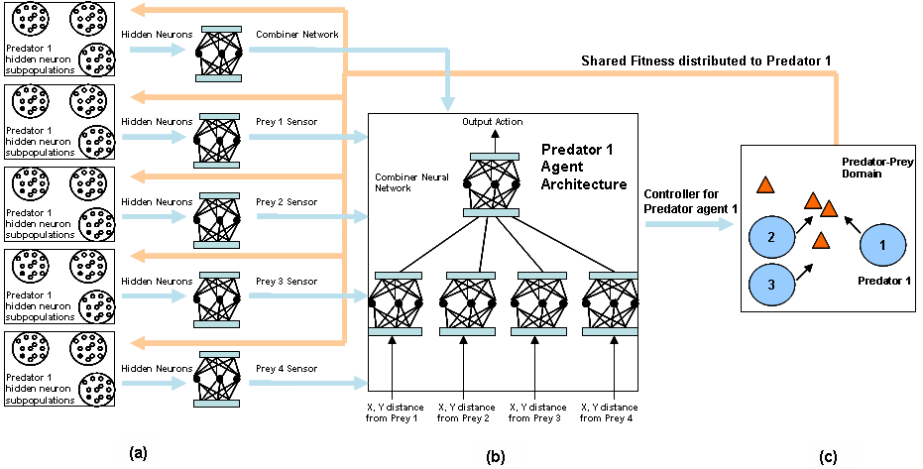 Hidden Neurons
Combiner Network
Predator 1
hidden neuron
subpopulations
Shared Fitness distributed to Predator 1
Predator 1
hidden neuron
subpopulations
Hidden Neurons
Prey 1 Sensor
Output Action
Combiner Neural
Network
Predator 1
Agent
Architecture
Predator-Prey
Domain
Predator 1
hidden neuron
subpopulations
Hidden Neurons
Prey 2 Sensor
Controller for
Predator agent 1
2
1
3
Predator 1
Predator 1
hidden neuron
subpopulations
Hidden Neurons
Prey 3 Sensor
Predator 1
hidden neuron
subpopulations
Hidden Neurons
Prey 4 Sensor
X, Y distance
from Prey 1
X, Y distance
from Prey 2
X, Y distance
from Prey 3
X, Y distance
from Prey 4
(a)
(b)
(c)